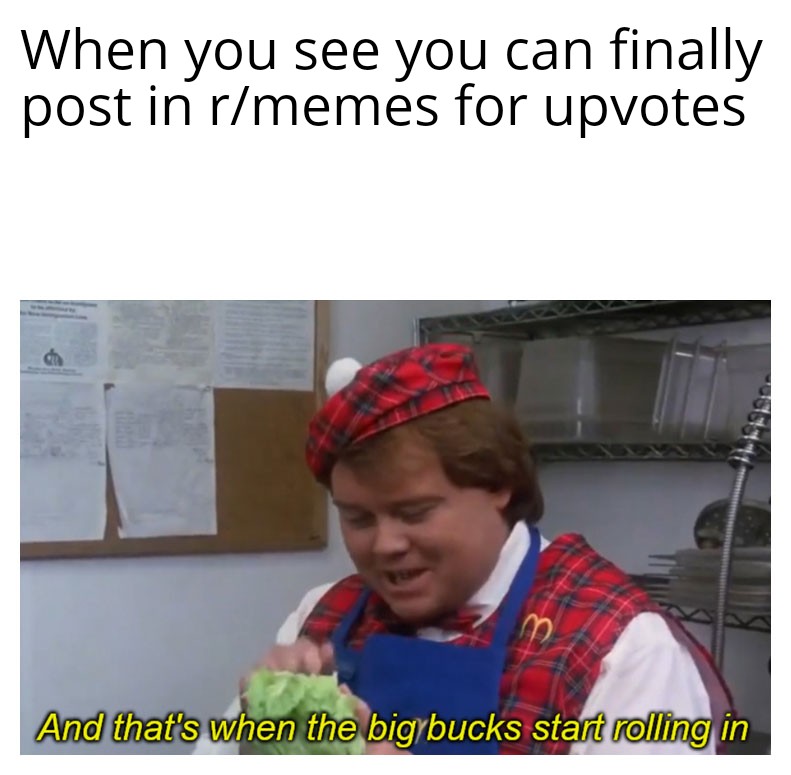 When you see you can finally
post in r/memes for upvotes
And that's when the big bucks start rolling in